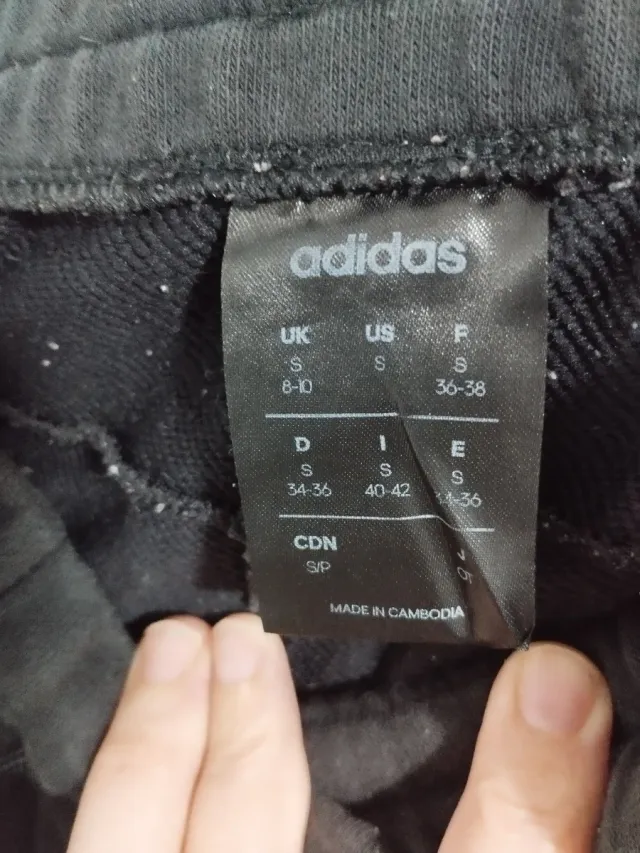 adidas
UK US F
S S S
8-10 36-38
D I E
S S S
34-36 40-42
CDN
S/P
MADE IN CAMBODIA